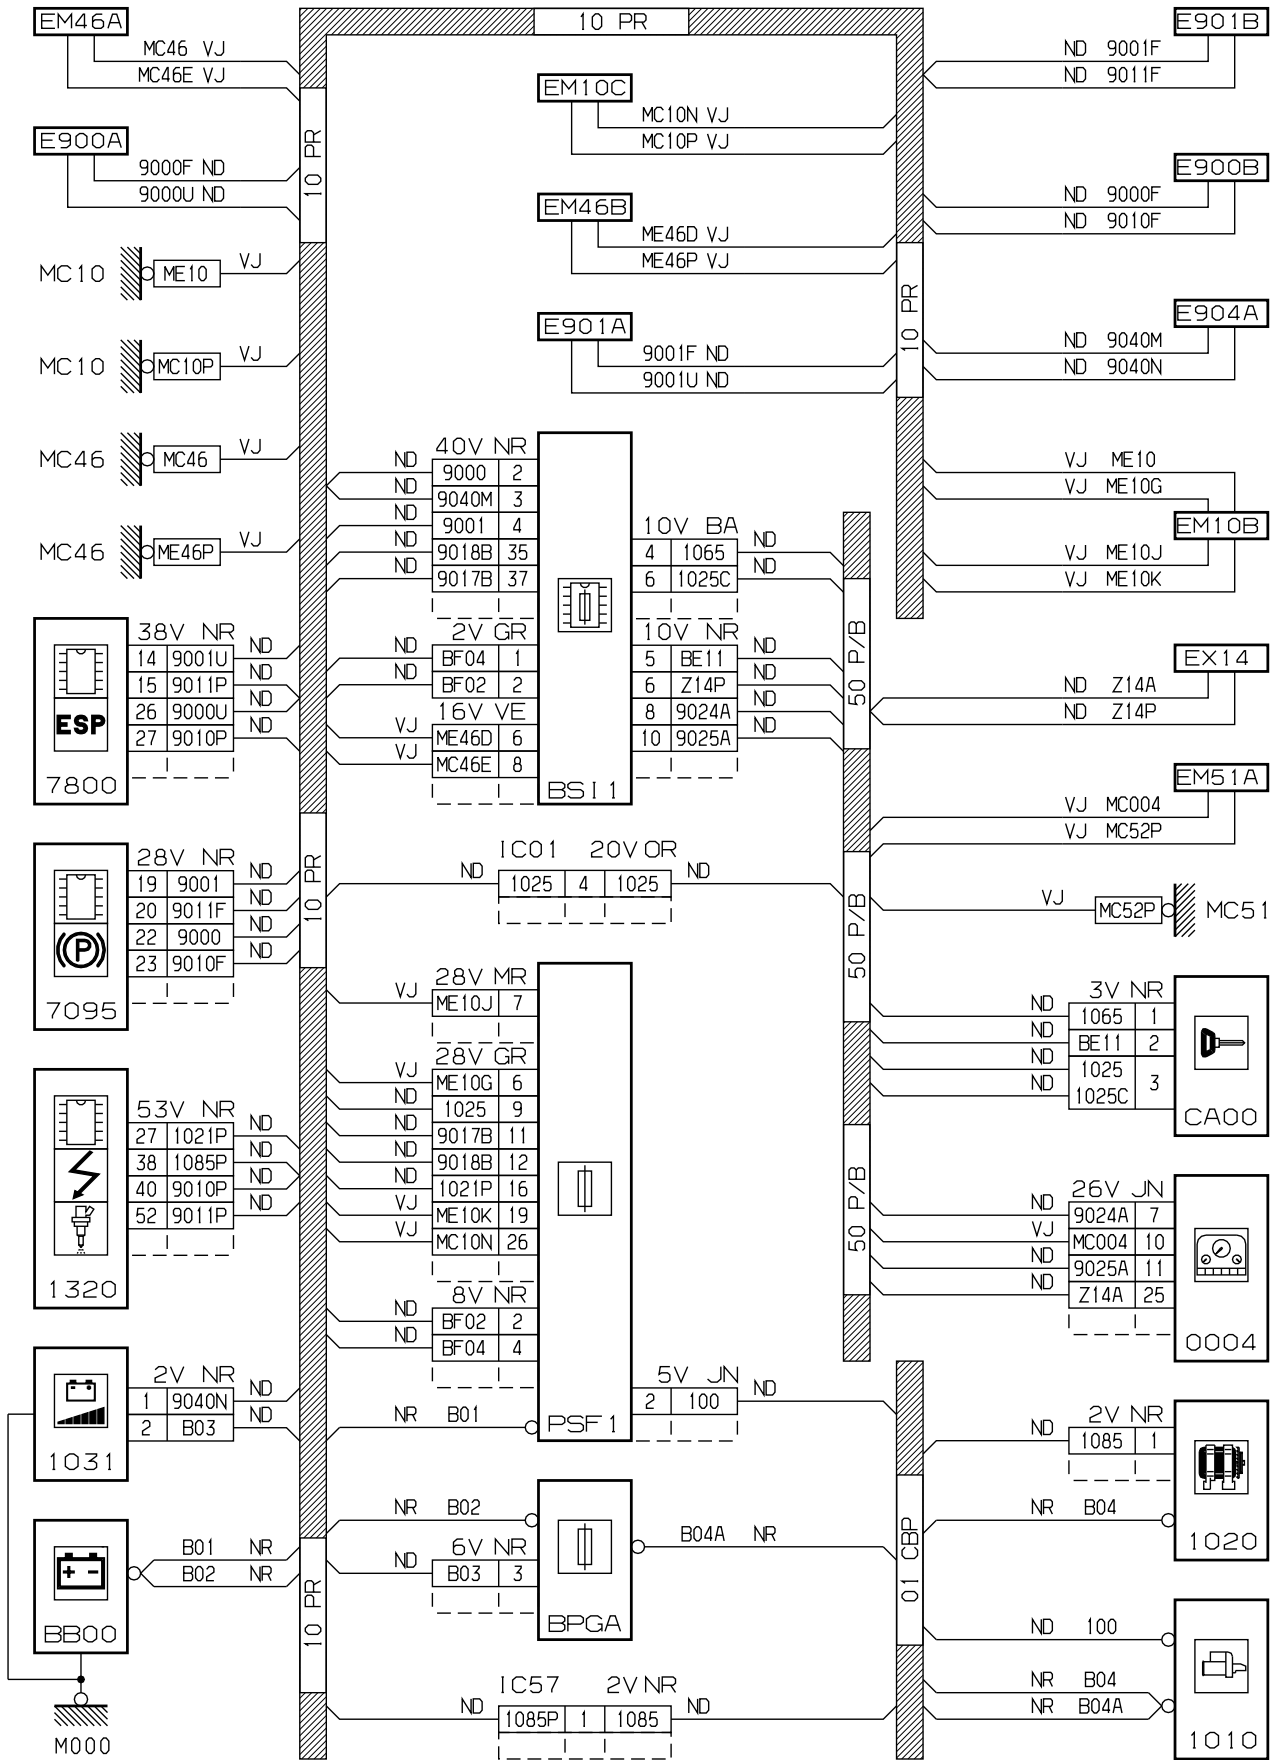 10 PR
EM46A
MC46 VJ
MC46E VJ
E900A
9000F ND
9000U ND
10 PR
MC10 ME10 VJ
MC10 MC10P VJ
MC46 MC46 VJ
MC46 ME46P VJ
EM10C
MC10N VJ
MC10P VJ
EM46B
ME46D VJ
ME46P VJ
E901A
9001F ND
9001U ND
10 PR
E901B
ND 9001F
ND 9011F
E900B
ND 9000F
ND 9010F
E904A
ND 9040M
ND 9040N
VJ ME10
VJ ME10G
EM10B
VJ ME10J
VJ ME10K
40V NR
ND 9000 2
ND 9040M 3
ND 9001 4
ND 9018B 35
ND 9017B 37
2V GR
ND BF04 1
ND BF02 2
16V VE
VJ ME46D 6
VJ MC46E 8
BSI1
10V BA
4 1065 ND
6 1025C ND
10V NR
5 BE11 ND
6 Z14P ND
8 9024A ND
10 9025A ND
50 P/B
EX14
ND Z14A
ND Z14P
EM51A
VJ MC004
VJ MC52P
VJ MC52P MC51
38V NR
14 9001U ND
15 9011P ND
26 9000U ND
27 9010P ND
ESP
7800
28V NR
19 9001 ND
20 9011F ND
22 9000 ND
23 9010F ND
P
7095
10 PR
IC01 20V OR
ND 1025 4 1025 ND
50 P/B
3V NR
ND 1065 1
ND BE11 2
ND 1025
ND 1025C 3
CA00
53V NR
27 1021P ND
38 1085P ND
40 9010P ND
52 9011P ND
1320
28V MR
VJ ME10J 7
28V GR
VJ ME10G 6
ND 1025 9
ND 9017B 11
ND 9018B 12
ND 1021P 16
VJ ME10K 19
VJ MC10N 26
8V NR
ND BF02 2
ND BF04 4
NR B01
PSF1
5V JN
2 100 ND
50 P/B
26V JN
ND 9024A 7
VJ MC004 10
ND 9025A 11
ND Z14A 25
0004
2V NR
1 9040N ND
2 B03 ND
1031
B01 NR
B02 NR
+ -
BB00
M000
10 PR
NR B02
6V NR
ND B03 3
BPGA
B04A NR
01 CBP
2V NR
ND 1085 1
NR B04
1020
ND 100
NR B04
NR B04A
1010
IC57 2V NR
ND 1085P 1 1085 ND